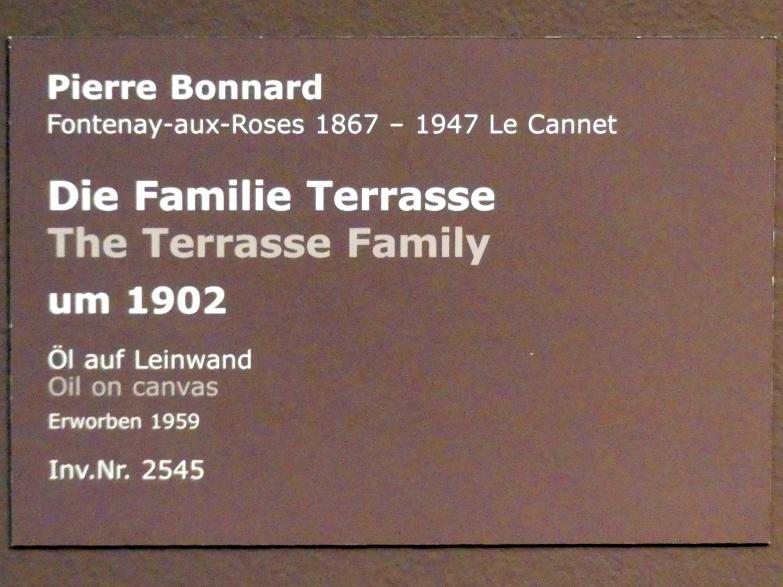 Pierre Bonnard
Fontenay-aux-Roses 1867 – 1947 Le Cannet
Die Familie Terrasse
The Terrasse Family
um 1902
Öl auf Leinwand
Oil on canvas
Erworben 1959
Inv.Nr. 2545